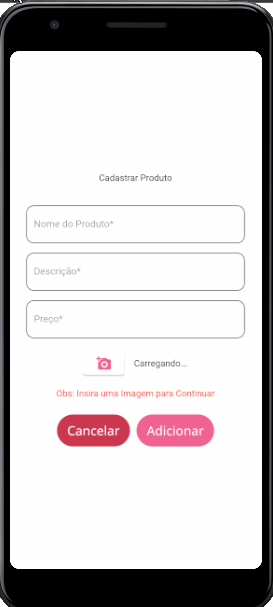 Cadastrar Produto
Nome do Produto*
Descrição*
Preço*
Carregando...
Obs: Insira uma Imagem para Continuar
Cancelar Adicionar